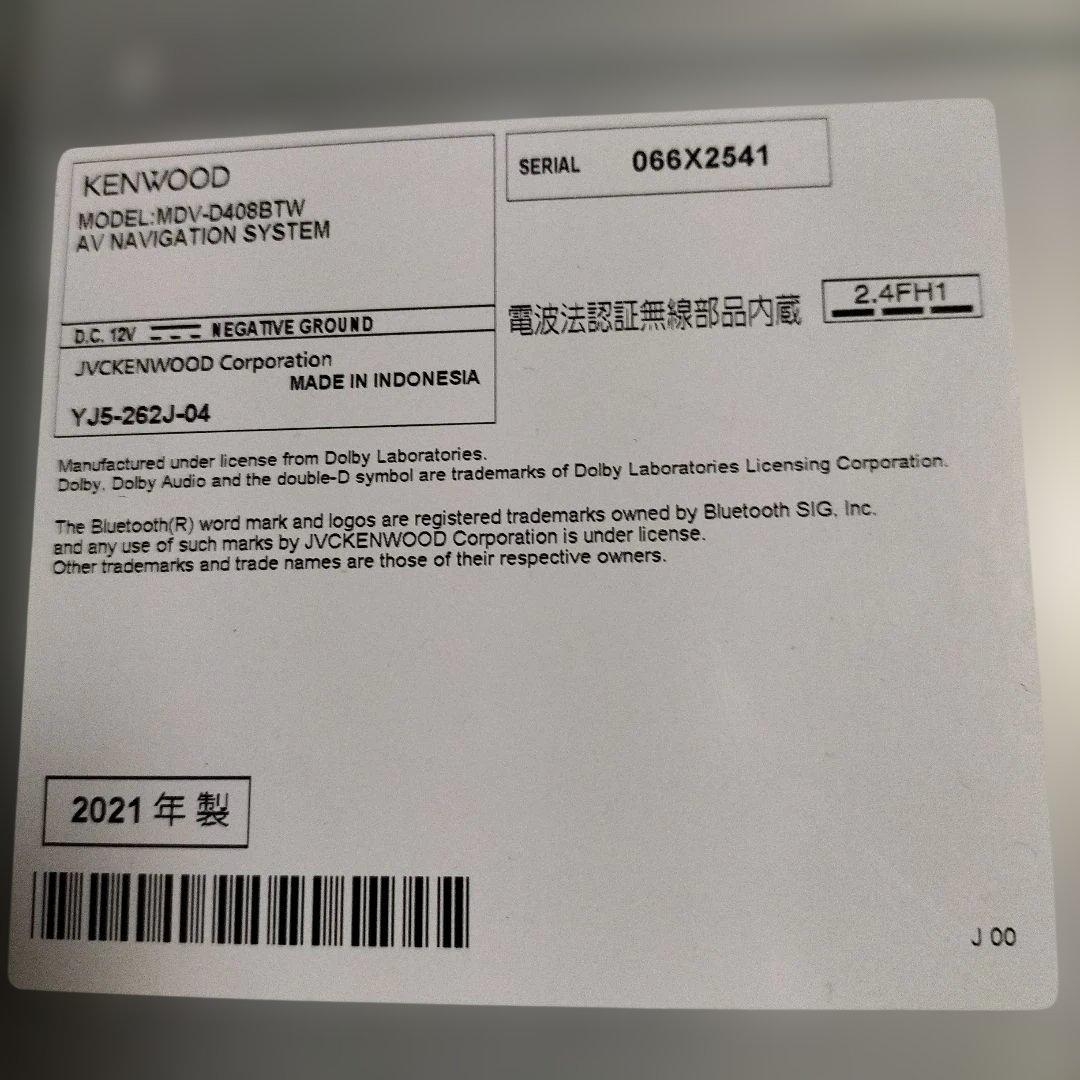 KENWOOD
MODEL:MDV-D408BTW
AV NAVIGATION SYSTEM
D.C. 12V NEGATIVE GROUND
JVCKENWOOD Corporation
MADE IN INDONESIA
YJ5-262J-04
SERIAL 066X2541
電波法認証無線部品内蔵 2.4FH1
Manufactured under license from Dolby Laboratories.
Dolby, Dolby Audio and the double-D symbol are trademarks of Dolby Laboratories Licensing Corporation.
The Bluetooth(R) word mark and logos are registered trademarks owned by Bluetooth SIG, Inc.
and any use of such marks by JVCKENWOOD Corporation is under license.
Other trademarks and trade names are those of their respective owners.
2021 年 製
J 00